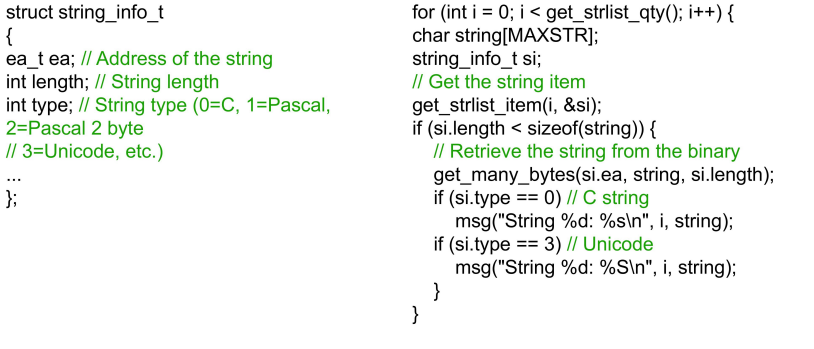 struct string_info_t
{
ea_t ea; // Address of the string
int length; // String length
int type; // String type (0=C, 1=Pascal,
2=Pascal 2 byte
// 3=Unicode, etc.)
...
};
for (int i = 0; i < get_strlist_qty(); i++) {
char string[MAXSTR];
string_info_t si;
// Get the string item
get_strlist_item(i, &si);
if (si.length < sizeof(string)) {
// Retrieve the string from the binary
get_many_bytes(si.ea, string, si.length);
if (si.type == 0) // C string
msg("String %d: %s\n", i, string);
if (si.type == 3) // Unicode
msg("String %d: %S\n", i, string);
}
}